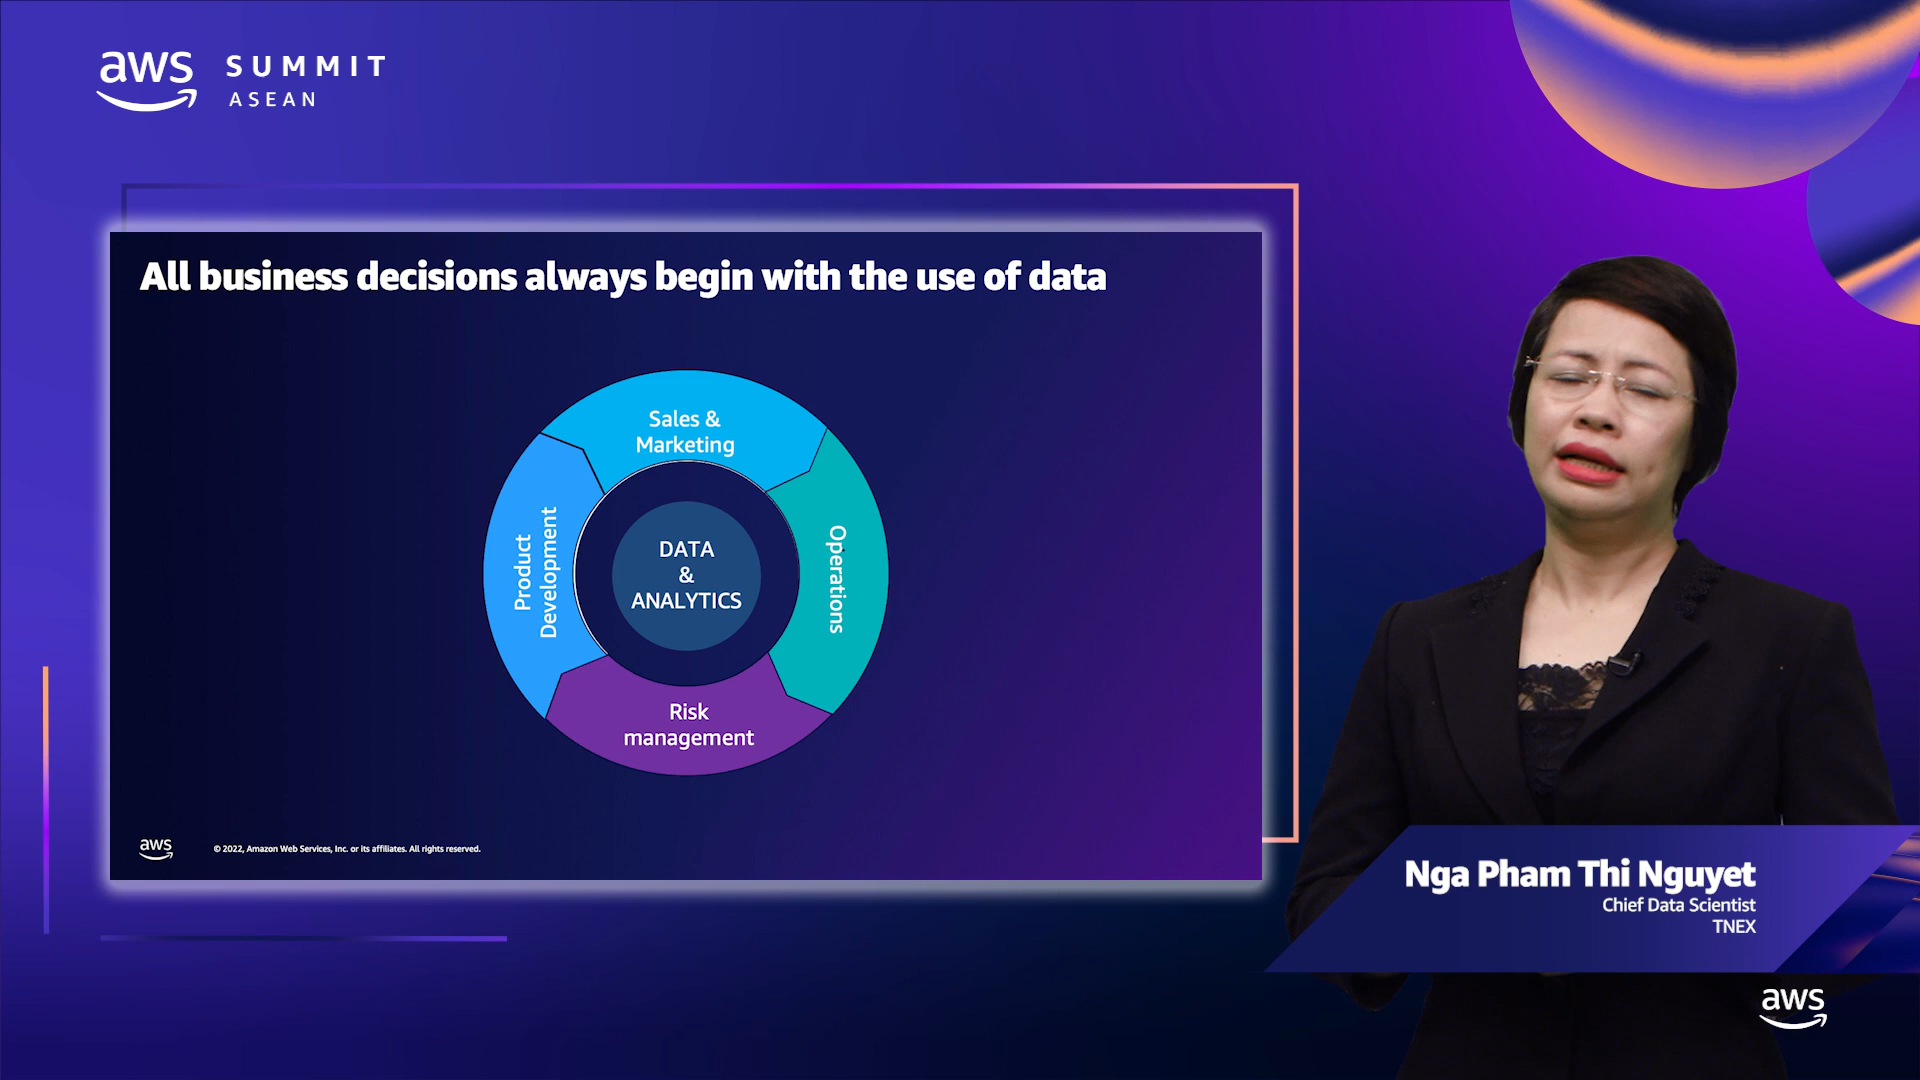 aws SUMMIT
ASEAN
All business decisions always begin with the use of data
Sales &
Marketing
Product
Development
DATA
&
ANALYTICS
Operations
Risk
management
aws
© 2022, Amazon Web Services, Inc. or its affiliates. All rights reserved.
Nga Pham Thi Nguyet
Chief Data Scientist
TNEX
aws